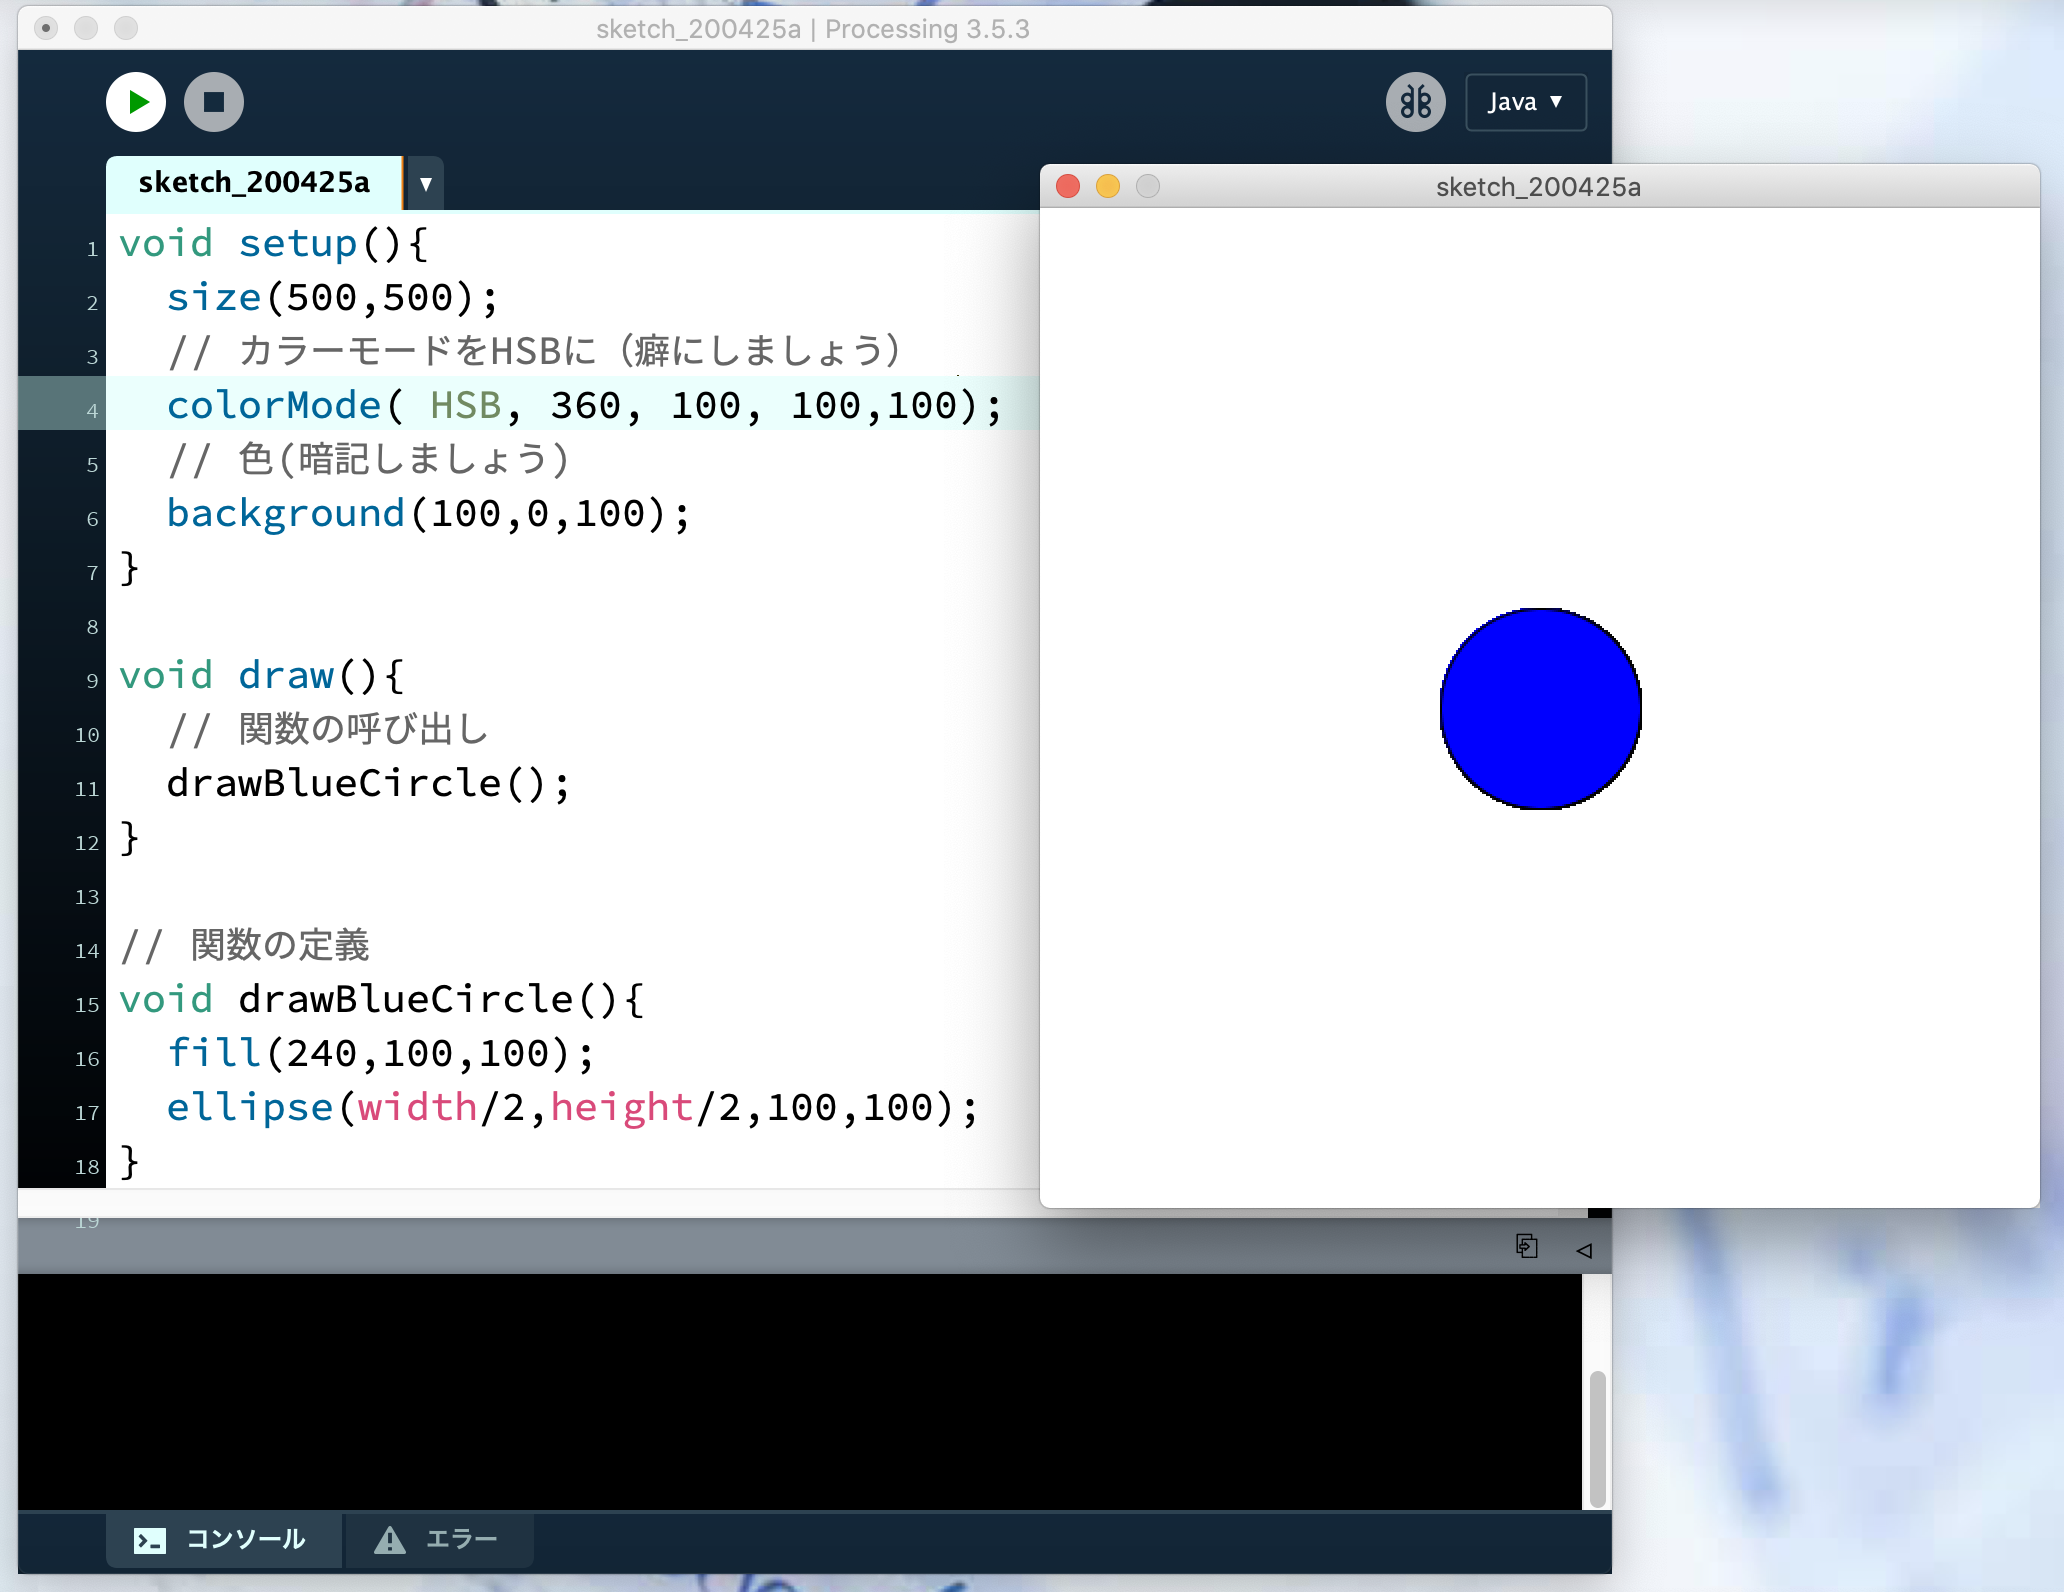 sketch_200425a | Processing 3.5.3
Java ▼
sketch_200425a ▼
sketch_200425a
1 void setup(){
2 size(500,500);
3 // カラーモードをHSBに（癖にしましょう）
4 colorMode( HSB, 360, 100, 100,100);
5 // 色(暗記しましょう)
6 background(100,0,100);
7 }
8
9 void draw(){
10 // 関数の呼び出し
11 drawBlueCircle();
12 }
13
14 // 関数の定義
15 void drawBlueCircle(){
16 fill(240,100,100);
17 ellipse(width/2,height/2,100,100);
18 }
19
コンソール エラー